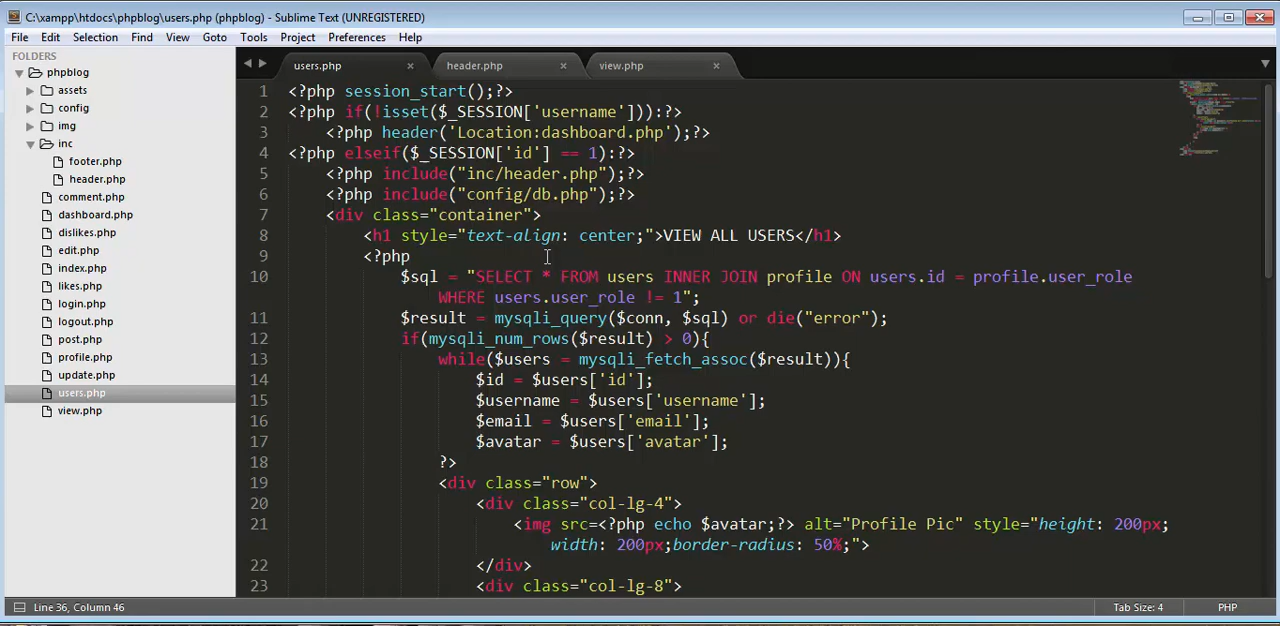 C:\xampp\htdocs\phpblog\users.php (phpblog) - Sublime Text (UNREGISTERED)
File Edit Selection Find View Goto Tools Project Preferences Help
FOLDERS
phpblog
assets
config
img
inc
footer.php
header.php
comment.php
dashboard.php
dislikes.php
edit.php
index.php
likes.php
login.php
logout.php
post.php
profile.php
update.php
users.php
view.php
users.php × header.php × view.php ×
1 <?php session_start();?>
2 <?php if(!isset($_SESSION['username'])):?>
3 <?php header('Location:dashboard.php');?>
4 <?php elseif($_SESSION['id'] == 1):?>
5 <?php include("inc/header.php");?>
6 <?php include("config/db.php");?>
7 <div class="container">
8 <h1 style="text-align: center;">VIEW ALL USERS</h1>
9 <?php
10 $sql = "SELECT * FROM users INNER JOIN profile ON users.id = profile.user_role
WHERE users.user_role != 1";
11 $result = mysqli_query($conn, $sql) or die("error");
12 if(mysqli_num_rows($result) > 0){
13 while($users = mysqli_fetch_assoc($result)){
14 $id = $users['id'];
15 $username = $users['username'];
16 $email = $users['email'];
17 $avatar = $users['avatar'];
18 ?>
19 <div class="row">
20 <div class="col-lg-4">
21 <img src=<?php echo $avatar;?> alt="Profile Pic" style="height: 200px;
width: 200px;border-radius: 50%;">
22 </div>
23 <div class="col-lg-8">
Line 36, Column 46 Tab Size: 4 PHP